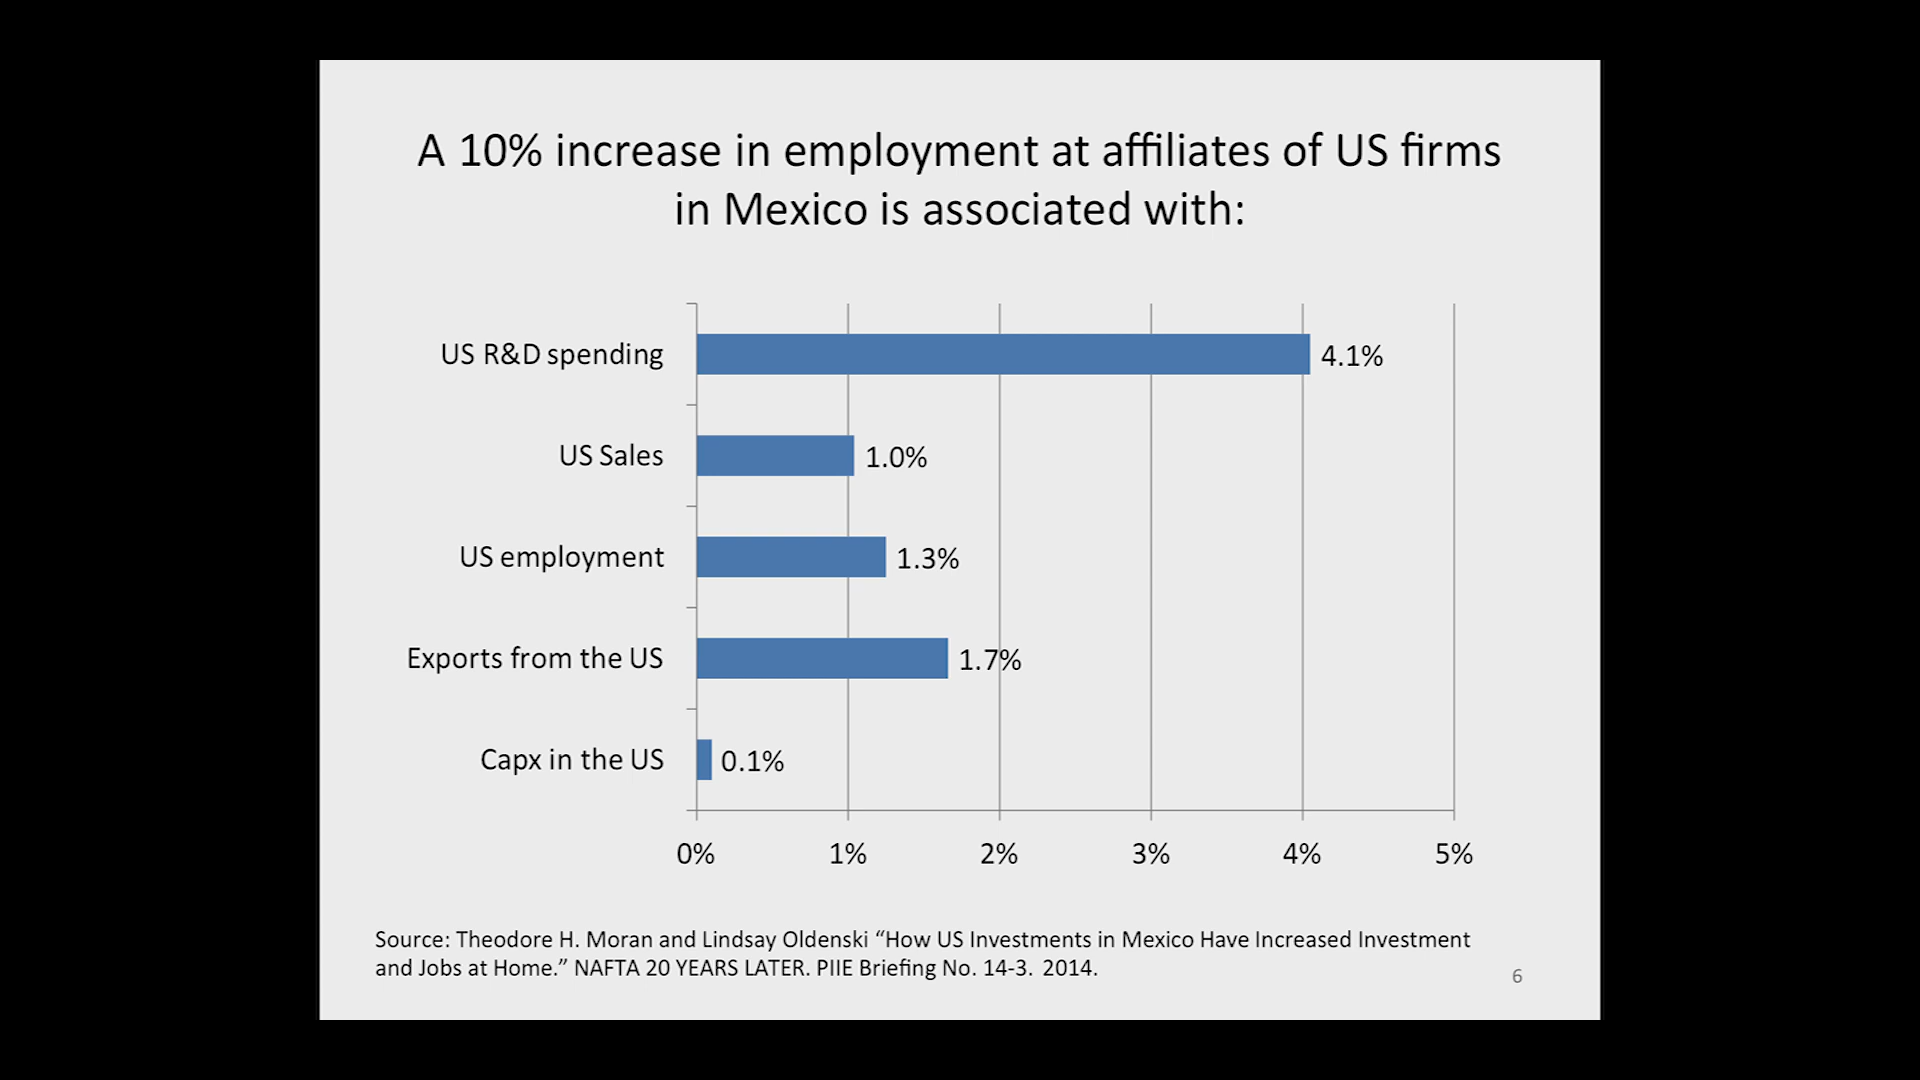 A 10% increase in employment at affiliates of US firms
in Mexico is associated with:
US R&D spending
4.1%
US Sales
1.0%
US employment
1.3%
Exports from the US
1.7%
Capx in the US
0.1%
0%
1%
2%
3%
4%
5%
Source: Theodore H. Moran and Lindsay Oldenski “How US Investments in Mexico Have Increased Investment
and Jobs at Home.” NAFTA 20 YEARS LATER. PIIE Briefing No. 14-3. 2014.
6